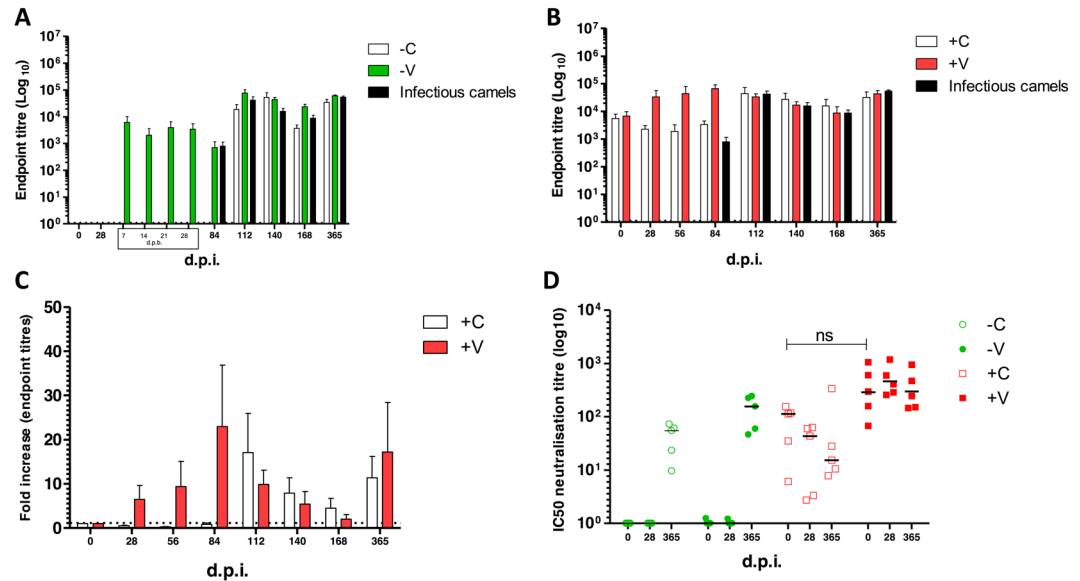 A
Endpoint titre (Log 10)
10^7
10^6
10^5
10^4
10^3
10^2
10^1
10^0
0 28 7 14 21 28 84 112 140 168 365
d.p.b.
d.p.i.
-C
-V
Infectious camels
B
Endpoint titre (Log 10)
10^7
10^6
10^5
10^4
10^3
10^2
10^1
10^0
0 28 56 84 112 140 168 365
d.p.i.
+C
+V
Infectious camels
C
Fold increase (endpoint titres)
50
40
30
20
10
0
0 28 56 84 112 140 168 365
d.p.i.
+C
+V
D
IC50 neutralisation titre (log10)
10^4
10^3
10^2
10^1
10^0
ns
0 28 365 0 28 365 0 28 365 0 28 365
d.p.i.
-C
-V
+C
+V